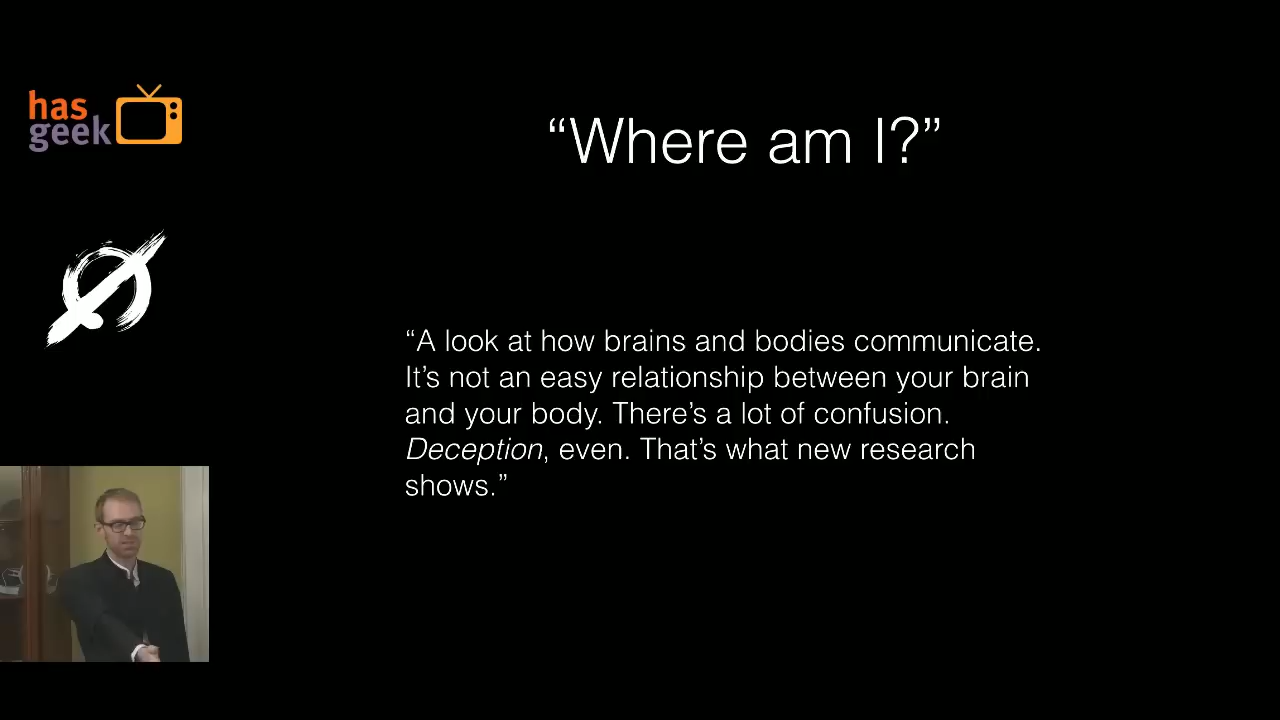 has
geek
“Where am I?”
“A look at how brains and bodies communicate.
It’s not an easy relationship between your brain
and your body. There’s a lot of confusion.
Deception, even. That’s what new research
shows.”